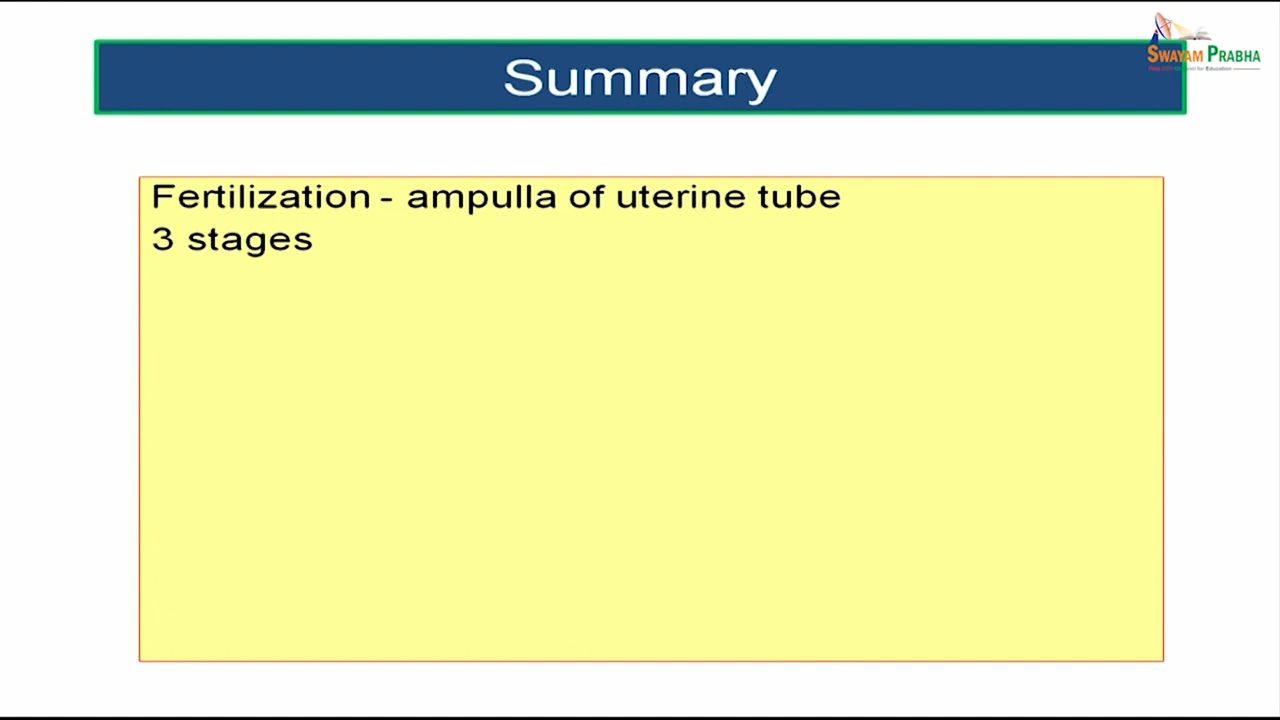 SWAYAM PRABHA
Summary
Fertilization - ampulla of uterine tube
3 stages